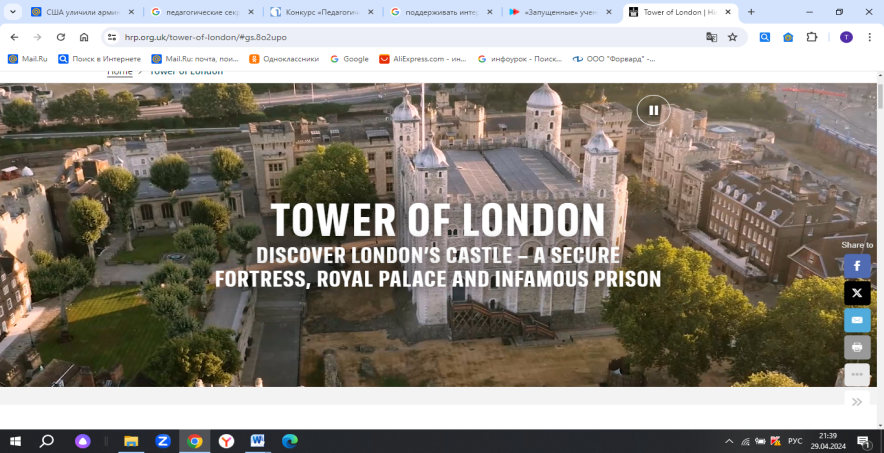 США уличили арми
педагогические сек
Конкурс «Педагоги
поддерживать инте
«Запущенные» учен
Tower of London | Hi
hrp.org.uk/tower-of-london/#gs.8o2upo
T
Mail.Ru
Поиск в Интернете
Mail.Ru: почта, пои...
Одноклассники
Google
AliExpress.com - ин...
инфоурок - Поиск...
ООО "Форвард" -...
Home > Tower of London
TOWER OF LONDON
DISCOVER LONDON'S CASTLE – A SECURE
FORTRESS, ROYAL PALACE AND INFAMOUS PRISON
Share to
РУС
21:39
29.04.2024